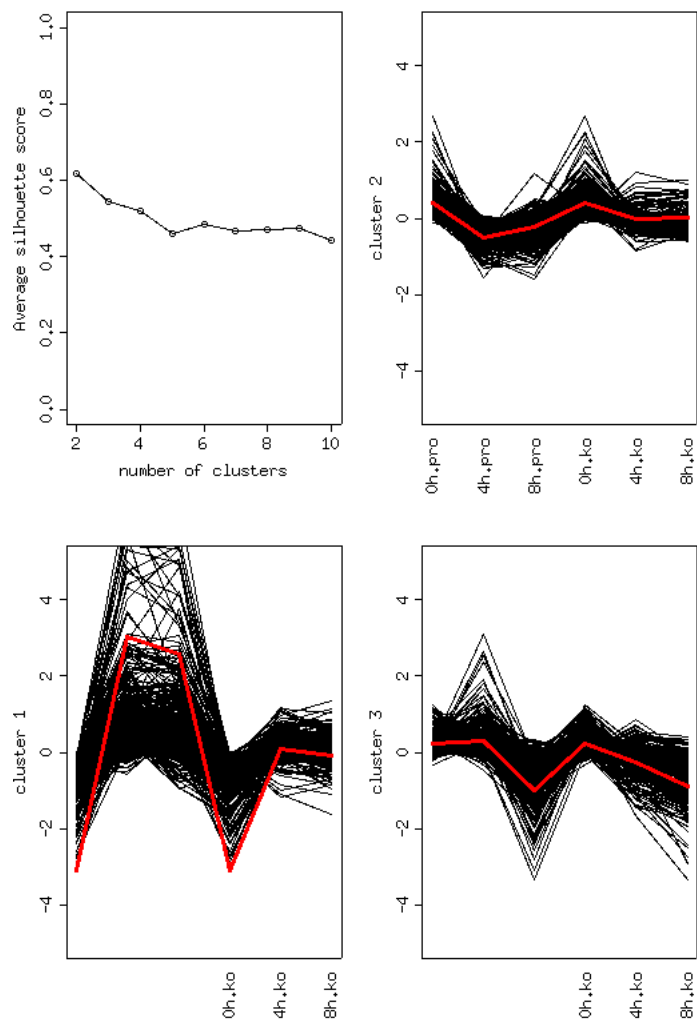 Average silhouette score
1.0
0.8
0.6
0.4
0.2
0.0
2
4
6
8
10
number of clusters
cluster 2
4
2
0
-2
-4
0h.pro
4h.pro
8h.pro
0h.ko
4h.ko
8h.ko
cluster 1
4
2
0
-2
-4
0h.ko
4h.ko
8h.ko
cluster 3
4
2
0
-2
-4
0h.ko
4h.ko
8h.ko